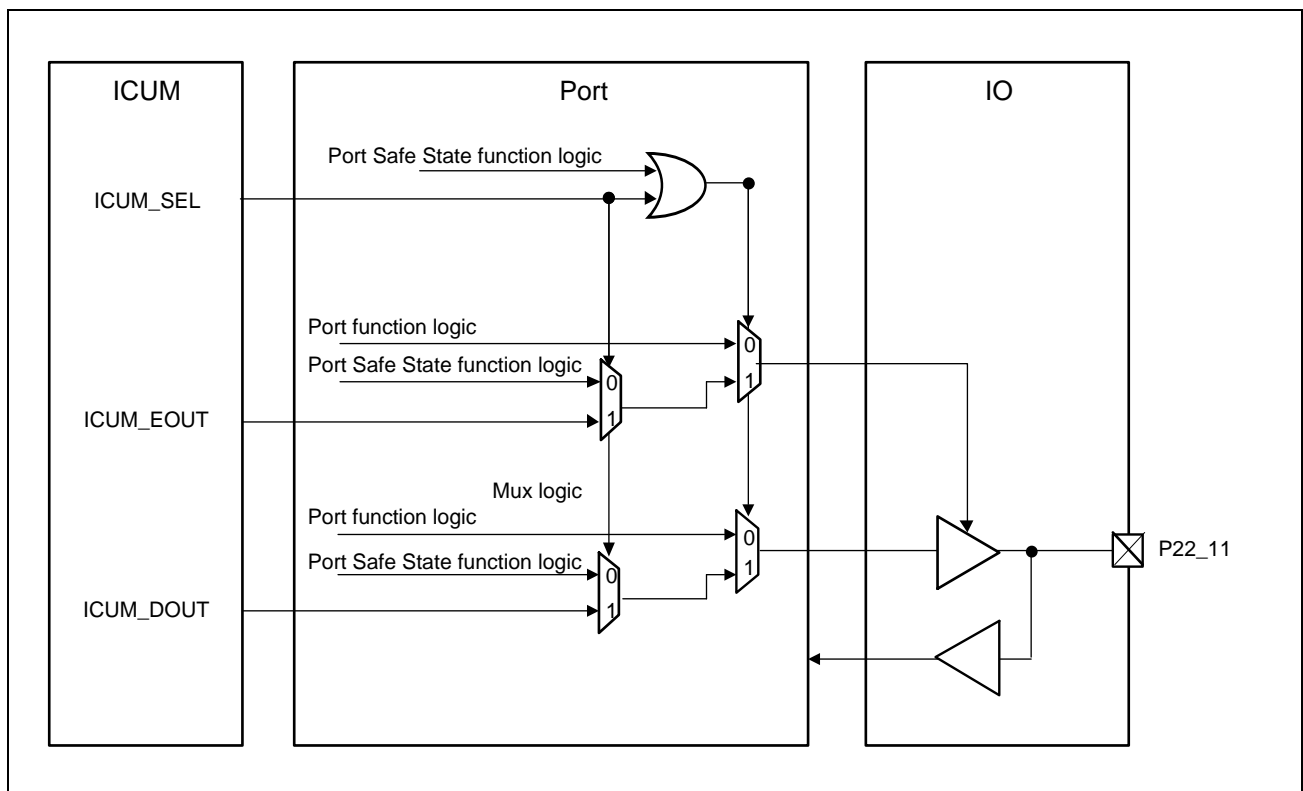 ICUM
Port
IO
Port Safe State function logic
ICUM_SEL
Port function logic
0
Port Safe State function logic
0
1
1
ICUM_EOUT
Mux logic
Port function logic
0
P22_11
Port Safe State function logic
0
1
1
ICUM_DOUT